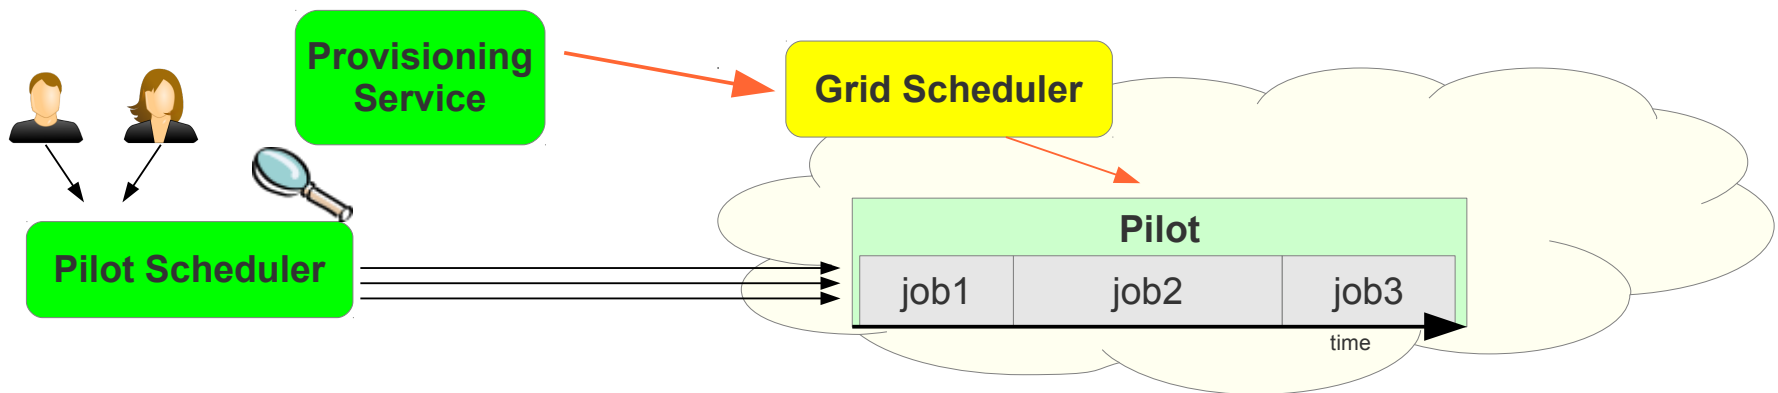 Provisioning
Service
Grid Scheduler
Pilot Scheduler
Pilot
job1
job2
job3
time